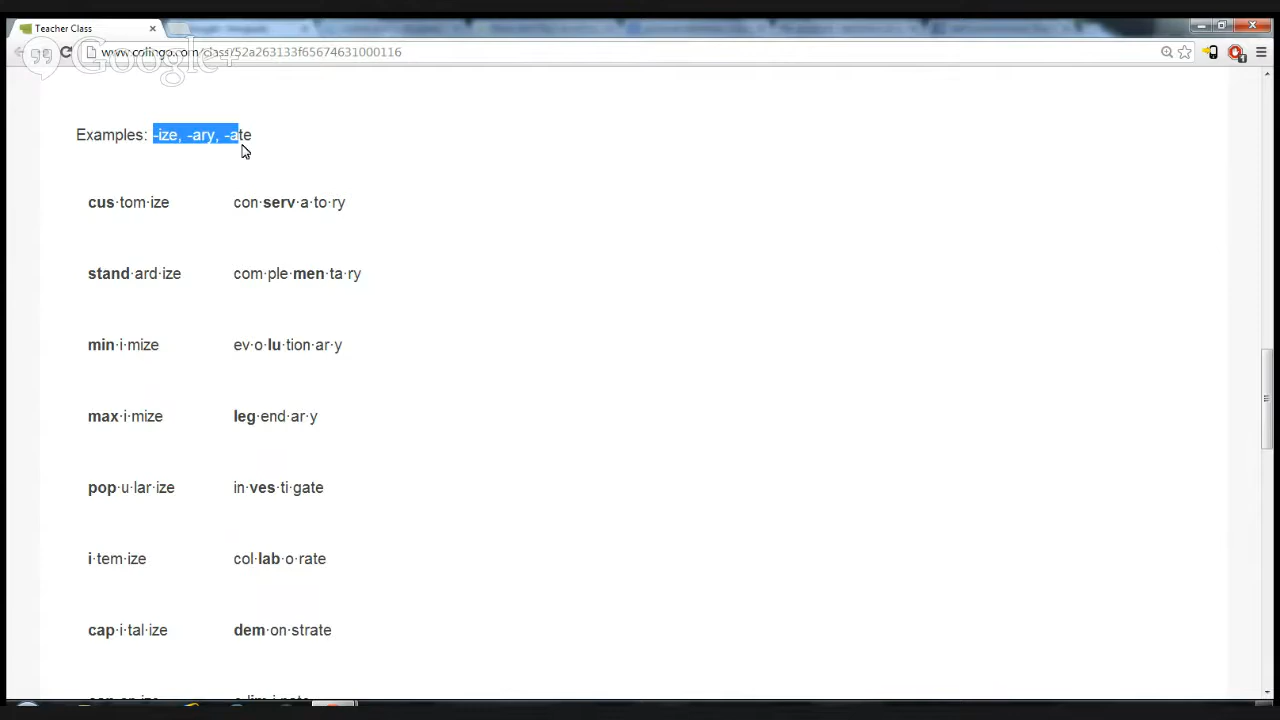 Teacher Class
www.colingo.com/class/52a263133f65674631000116
Google+
Examples: -ize, -ary, -ate
cus·tom·ize con·serv·a·to·ry
stand·ard·ize com·ple·men·ta·ry
min·i·mize ev·o·lu·tion·ar·y
max·i·mize leg·end·ar·y
pop·u·lar·ize in·ves·ti·gate
i·tem·ize col·lab·o·rate
cap·i·tal·ize dem·on·strate